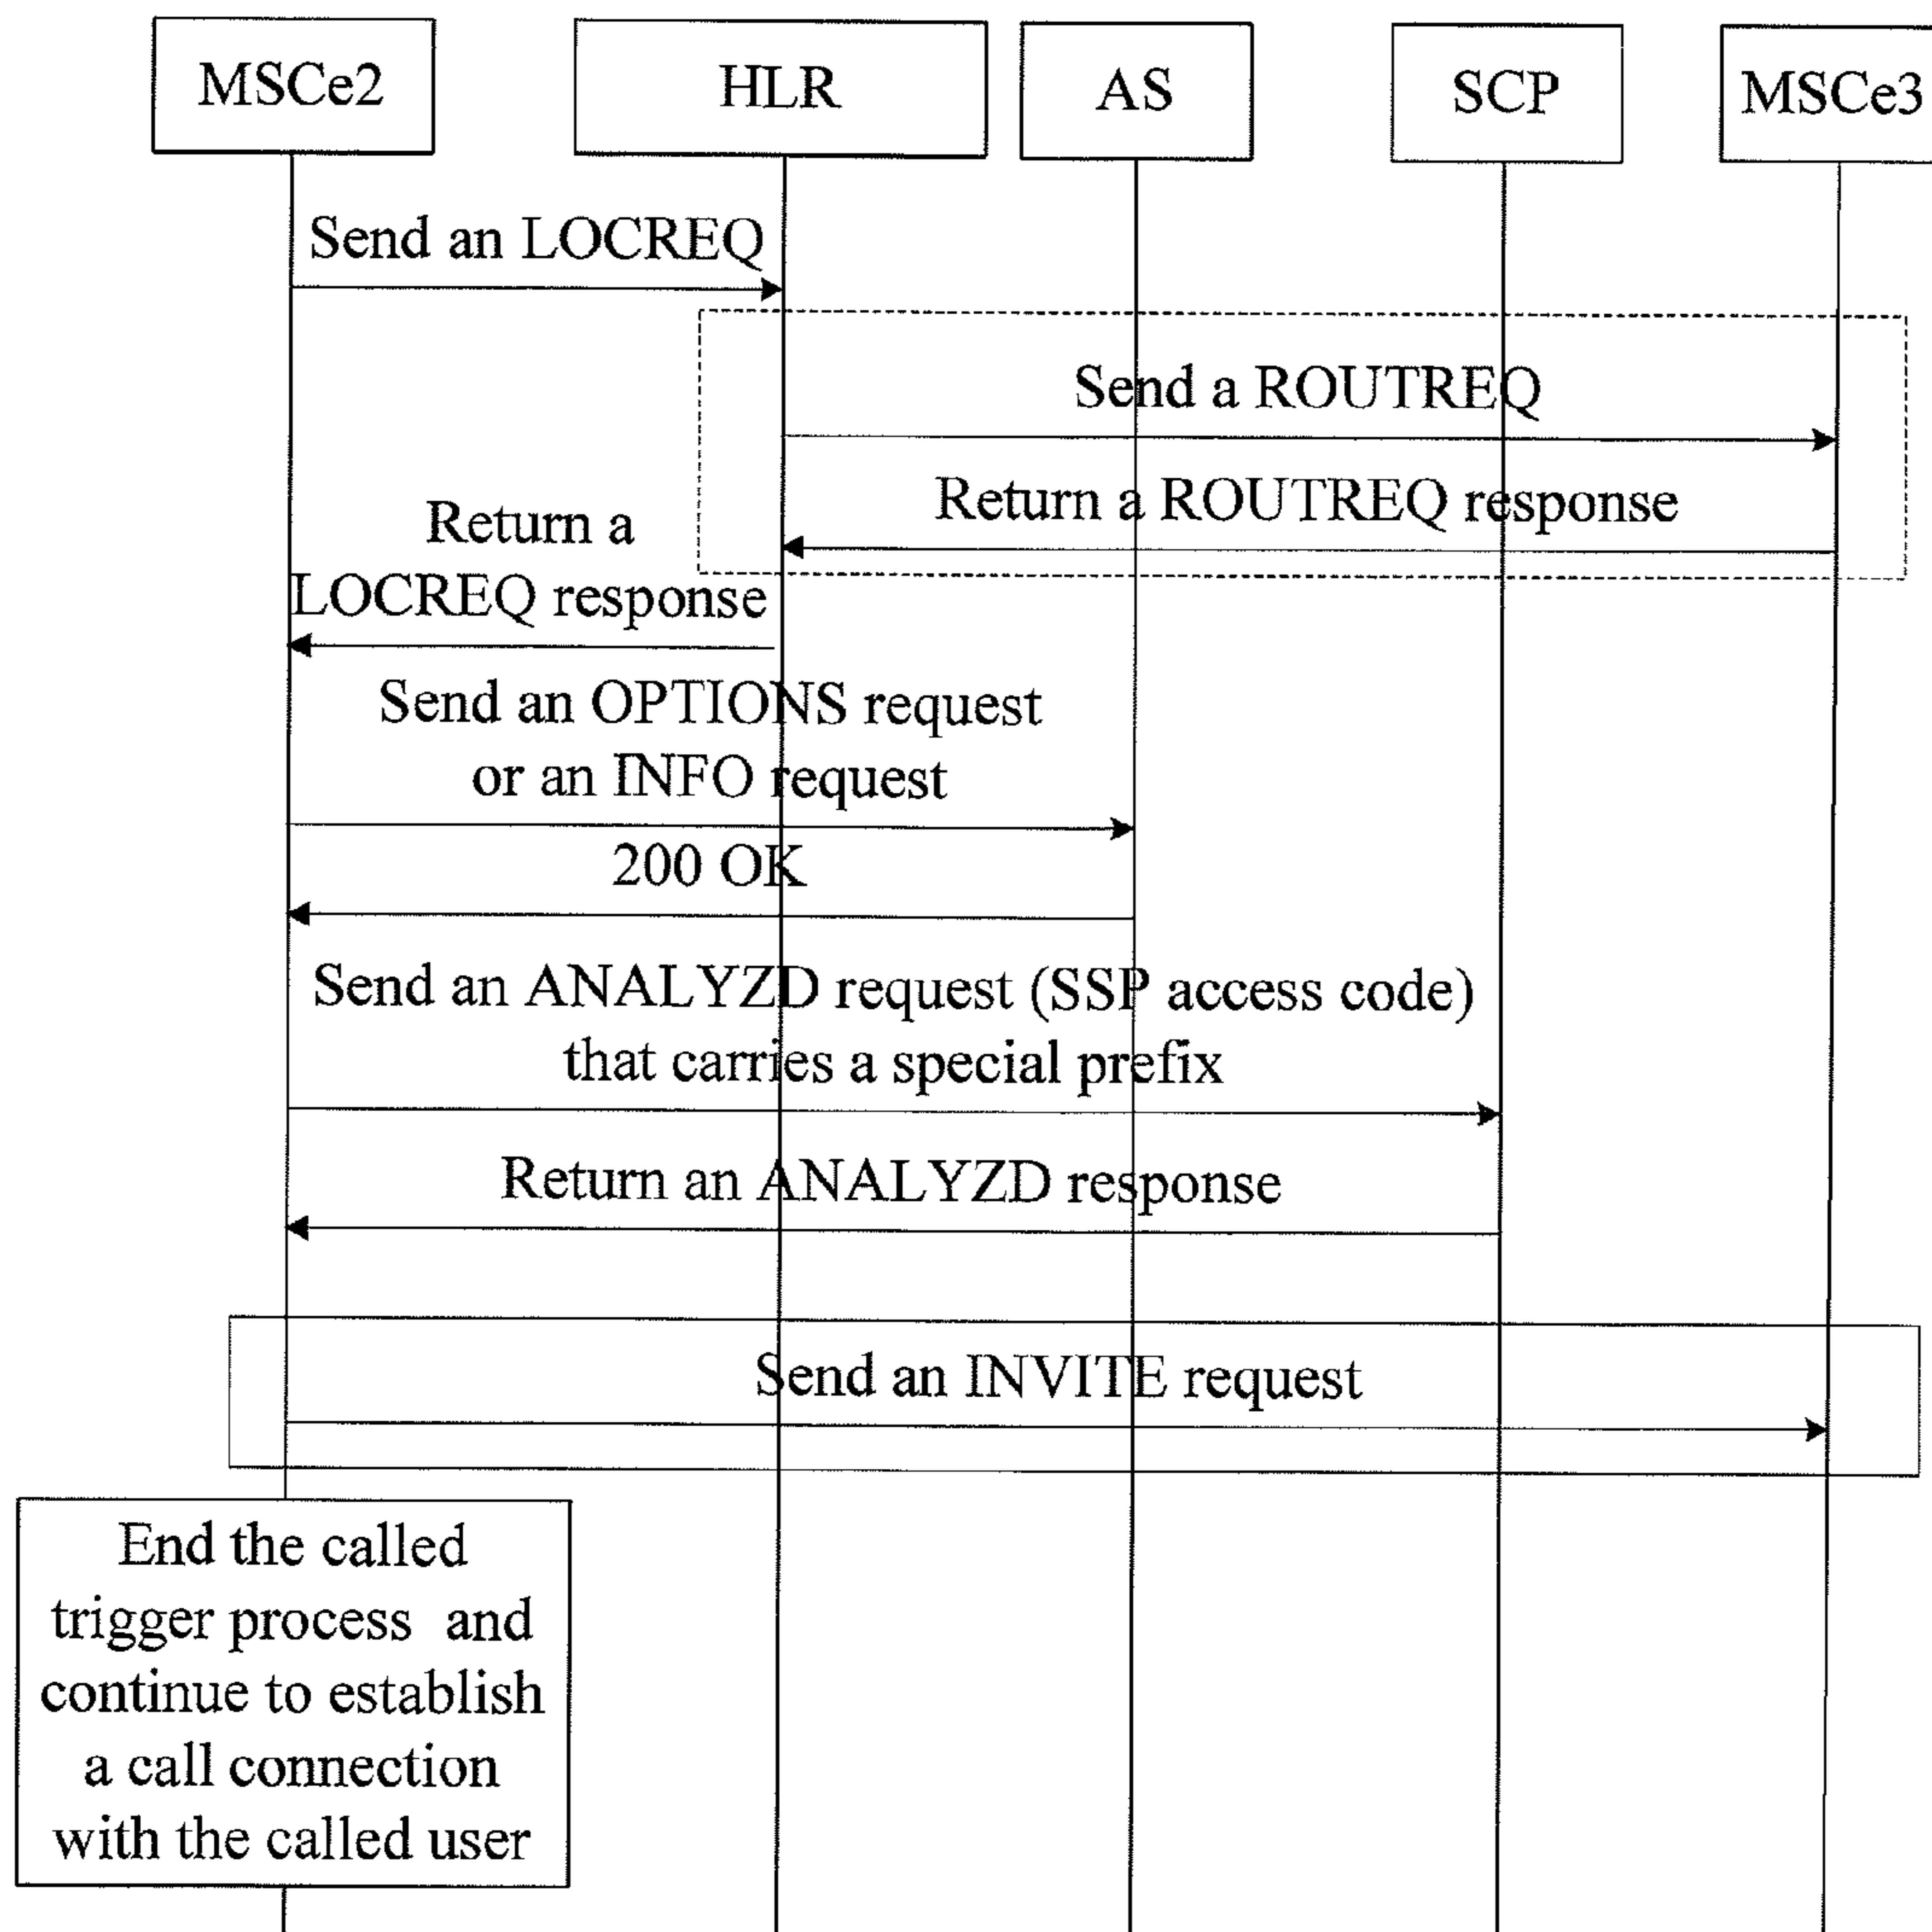 MSCe2
HLR
AS
SCP
MSCe3
Send an LOCREQ
Send a ROUTREQ
Return a ROUTREQ response
Return a
LOCREQ response
Send an OPTIONS request
or an INFO request
200 OK
Send an ANALYZD request (SSP access code)
that carries a special prefix
Return an ANALYZD response
Send an INVITE request
End the called
trigger process and
continue to establish
a call connection
with the called user